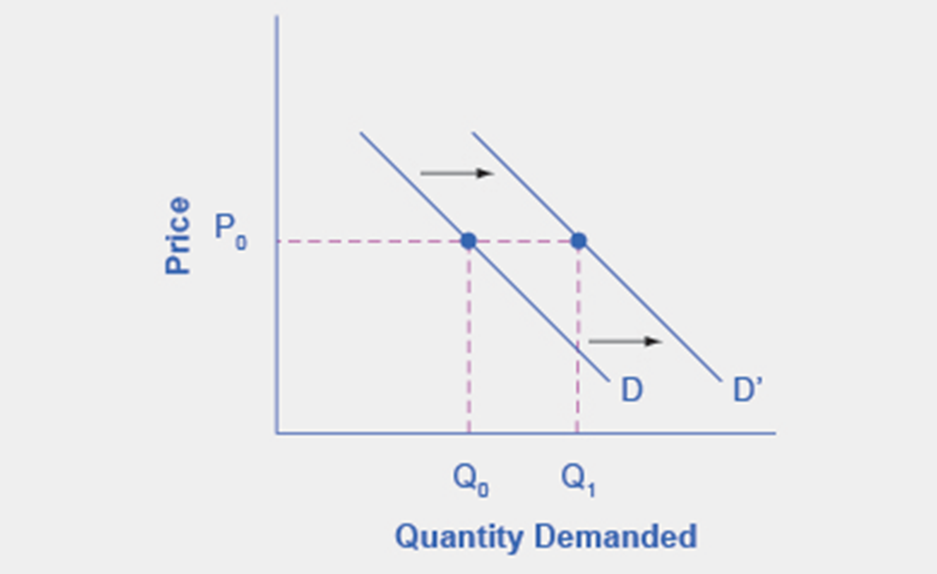 Price
P₀
D
D’
Q₀
Q₁
Quantity Demanded